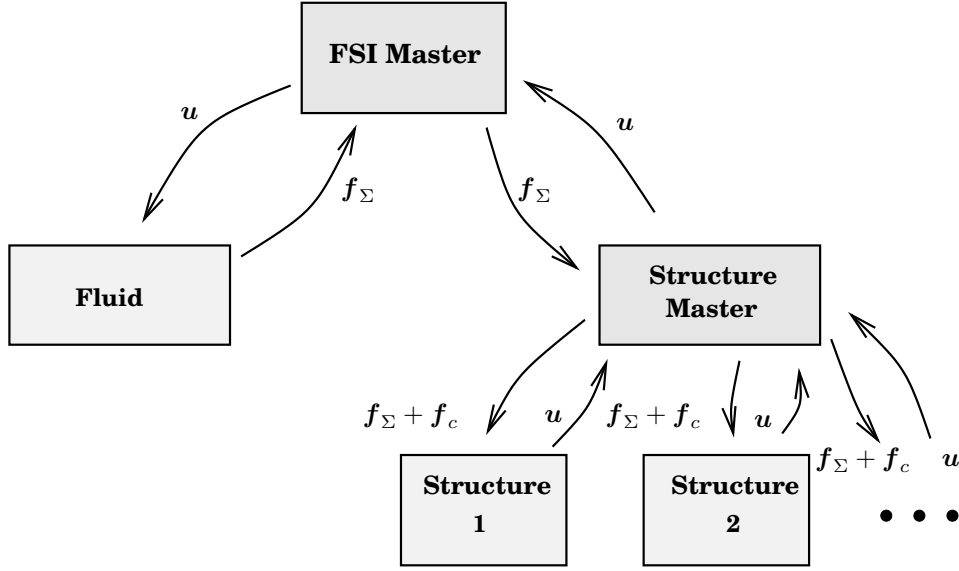 FSI Master
u
u
f_Σ
f_Σ
Fluid
Structure
Master
f_Σ + f_c
u
f_Σ + f_c
u
f_Σ + f_c
u
Structure
1
Structure
2
• • •